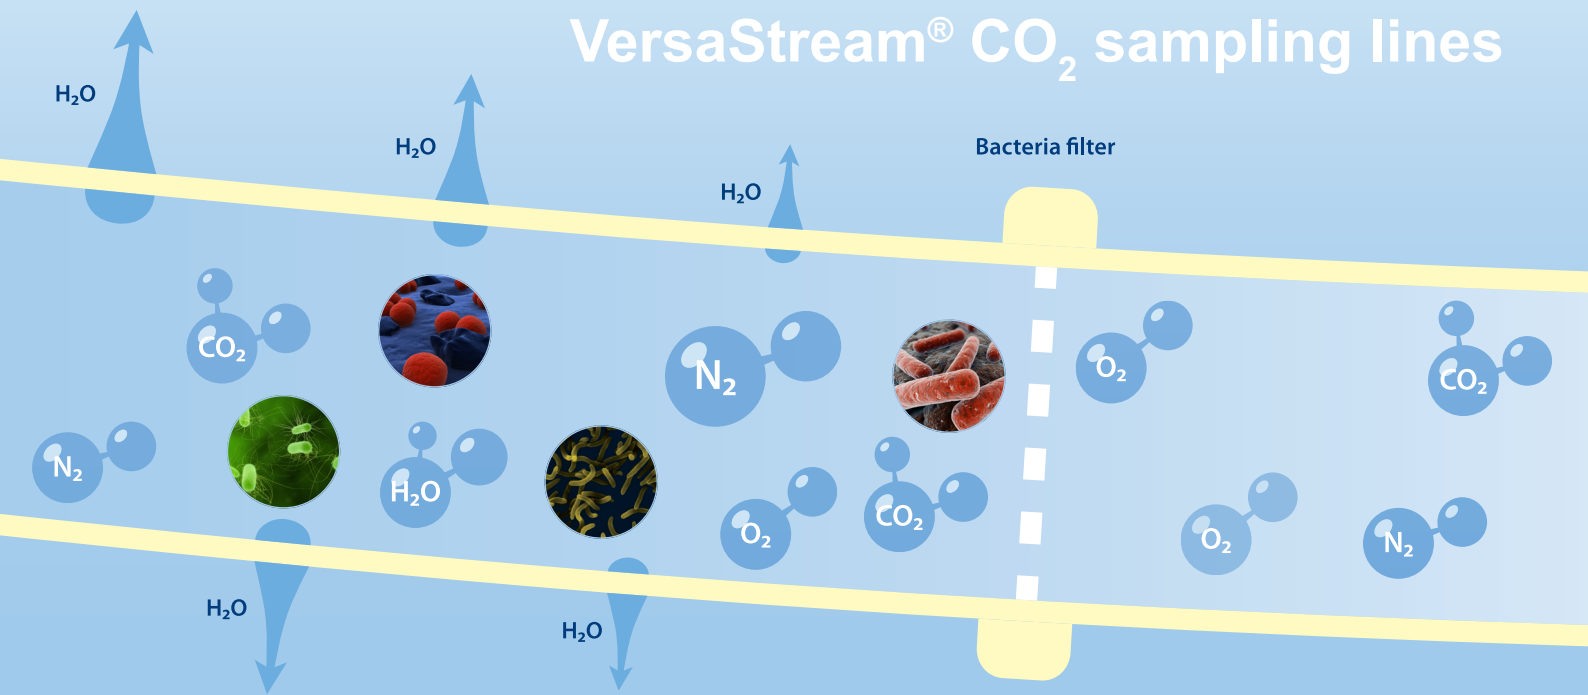 VersaStream® CO₂ sampling lines
H₂O
H₂O
Bacteria filter
H₂O
CO₂
N₂
O₂
CO₂
N₂
H₂O
O₂
CO₂
O₂
N₂
H₂O
H₂O